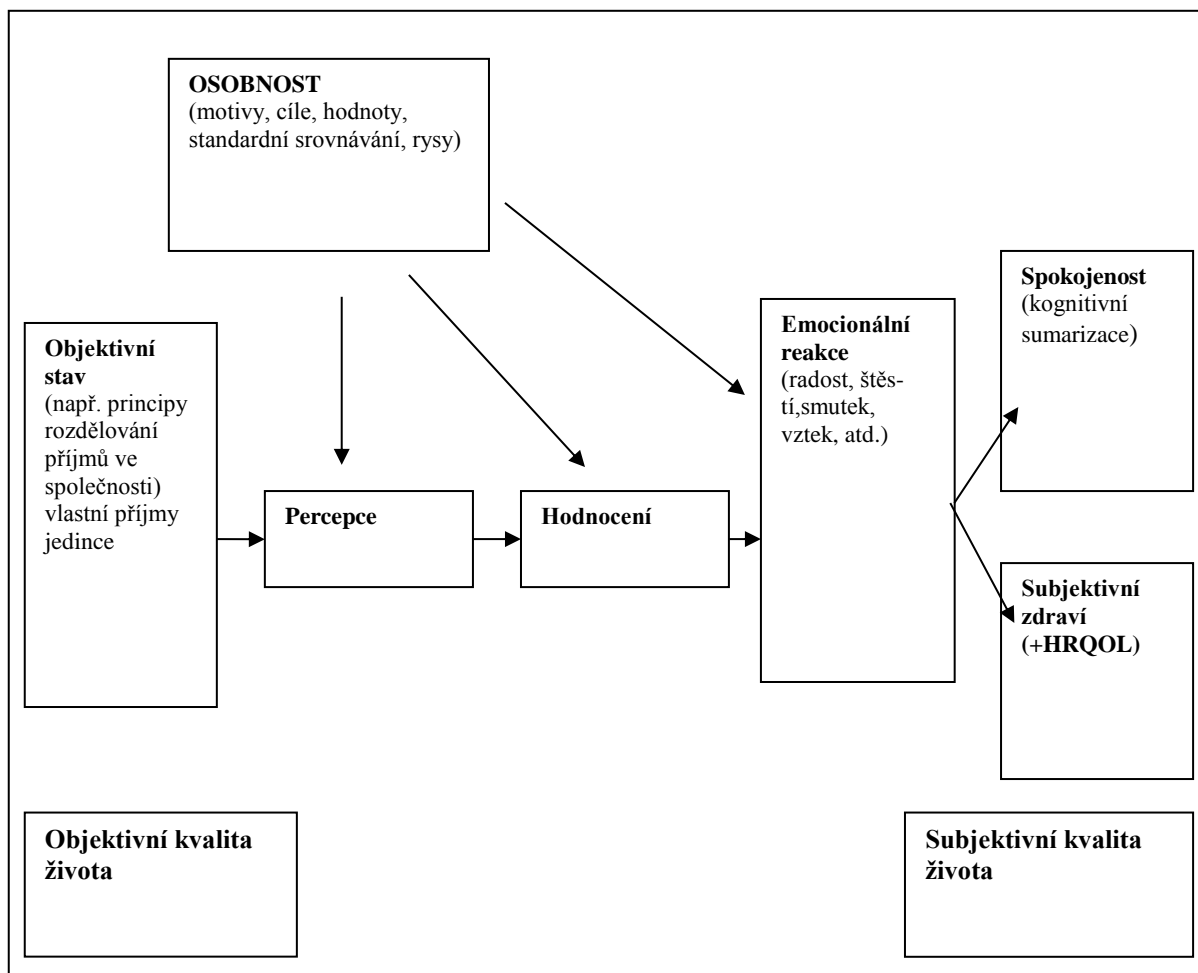 OSOBNOST
(motivy, cíle, hodnoty,
standardní srovnávání, rysy)
Objektivní
stav
(např. principy
rozdělování
příjmů ve
společnosti)
vlastní příjmy
jedince
Percepce
Hodnocení
Emocionální
reakce
(radost, štěs-
tí,smutek,
vztek, atd.)
Spokojenost
(kognitivní
sumarizace)
Subjektivní
zdraví
(+HRQOL)
Objektivní kvalita
života
Subjektivní kvalita
života